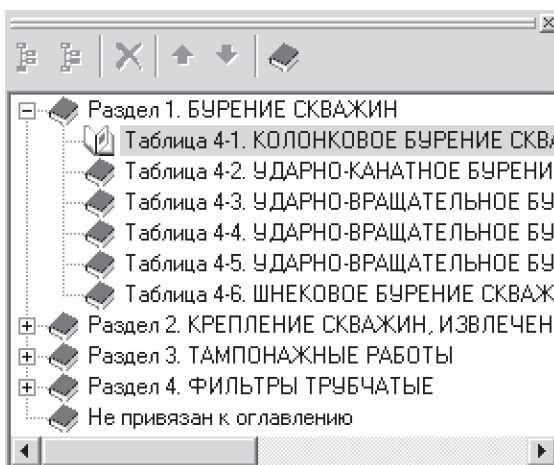 Раздел 1. БУРЕНИЕ СКВАЖИН
Таблица 4-1. КОЛОНКОВОЕ БУРЕНИЕ СКВА
Таблица 4-2. УДАРНО-КАНАТНОЕ БУРЕНИ
Таблица 4-3. УДАРНО-ВРАЩАТЕЛЬНОЕ БУ
Таблица 4-4. УДАРНО-ВРАЩАТЕЛЬНОЕ БУ
Таблица 4-5. УДАРНО-ВРАЩАТЕЛЬНОЕ БУ
Таблица 4-6. ШНЕКОВОЕ БУРЕНИЕ СКВАЖ
Раздел 2. КРЕПЛЕНИЕ СКВАЖИН, ИЗВЛЕЧЕН
Раздел 3. ТАМПОНАЖНЫЕ РАБОТЫ
Раздел 4. ФИЛЬТРЫ ТРУБЧАТЫЕ
Не привязан к оглавлению